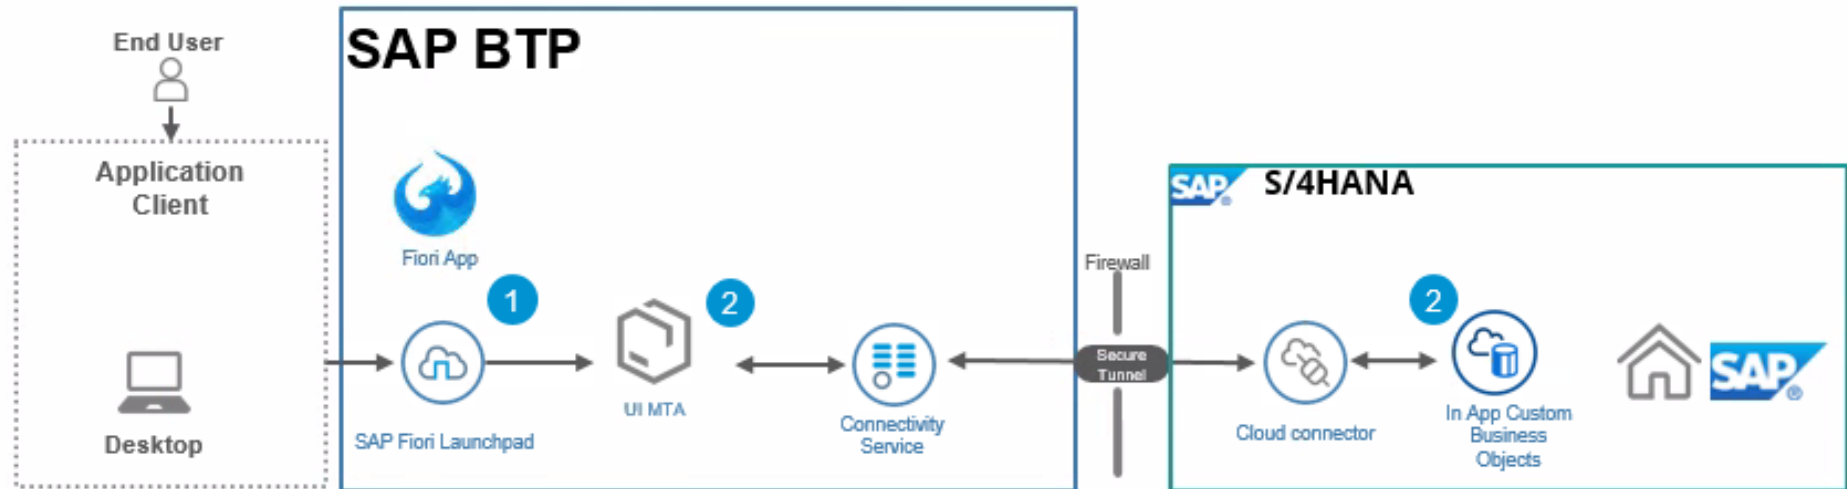 End User
Application
Client
Desktop
SAP BTP
Fiori App
1
SAP Fiori Launchpad
UI MTA
2
Connectivity
Service
Firewall
Secure
Tunnel
SAP®
S/4HANA
Cloud connector
2
In App Custom
Business
Objects
SAP®